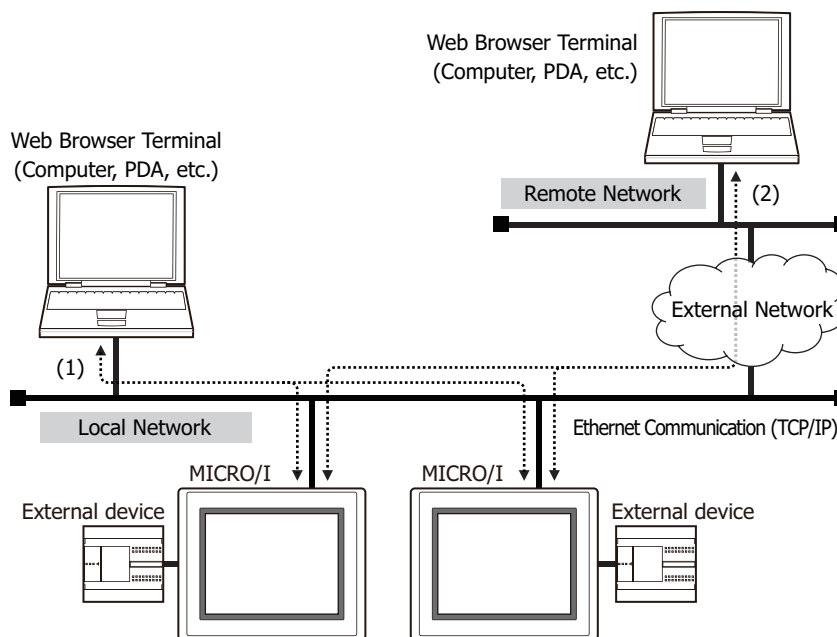 Web Browser Terminal
(Computer, PDA, etc.)
Web Browser Terminal
(Computer, PDA, etc.)
Remote Network
(2)
External Network
(1)
Local Network
Ethernet Communication (TCP/IP)
MICRO/I
MICRO/I
External device
External device